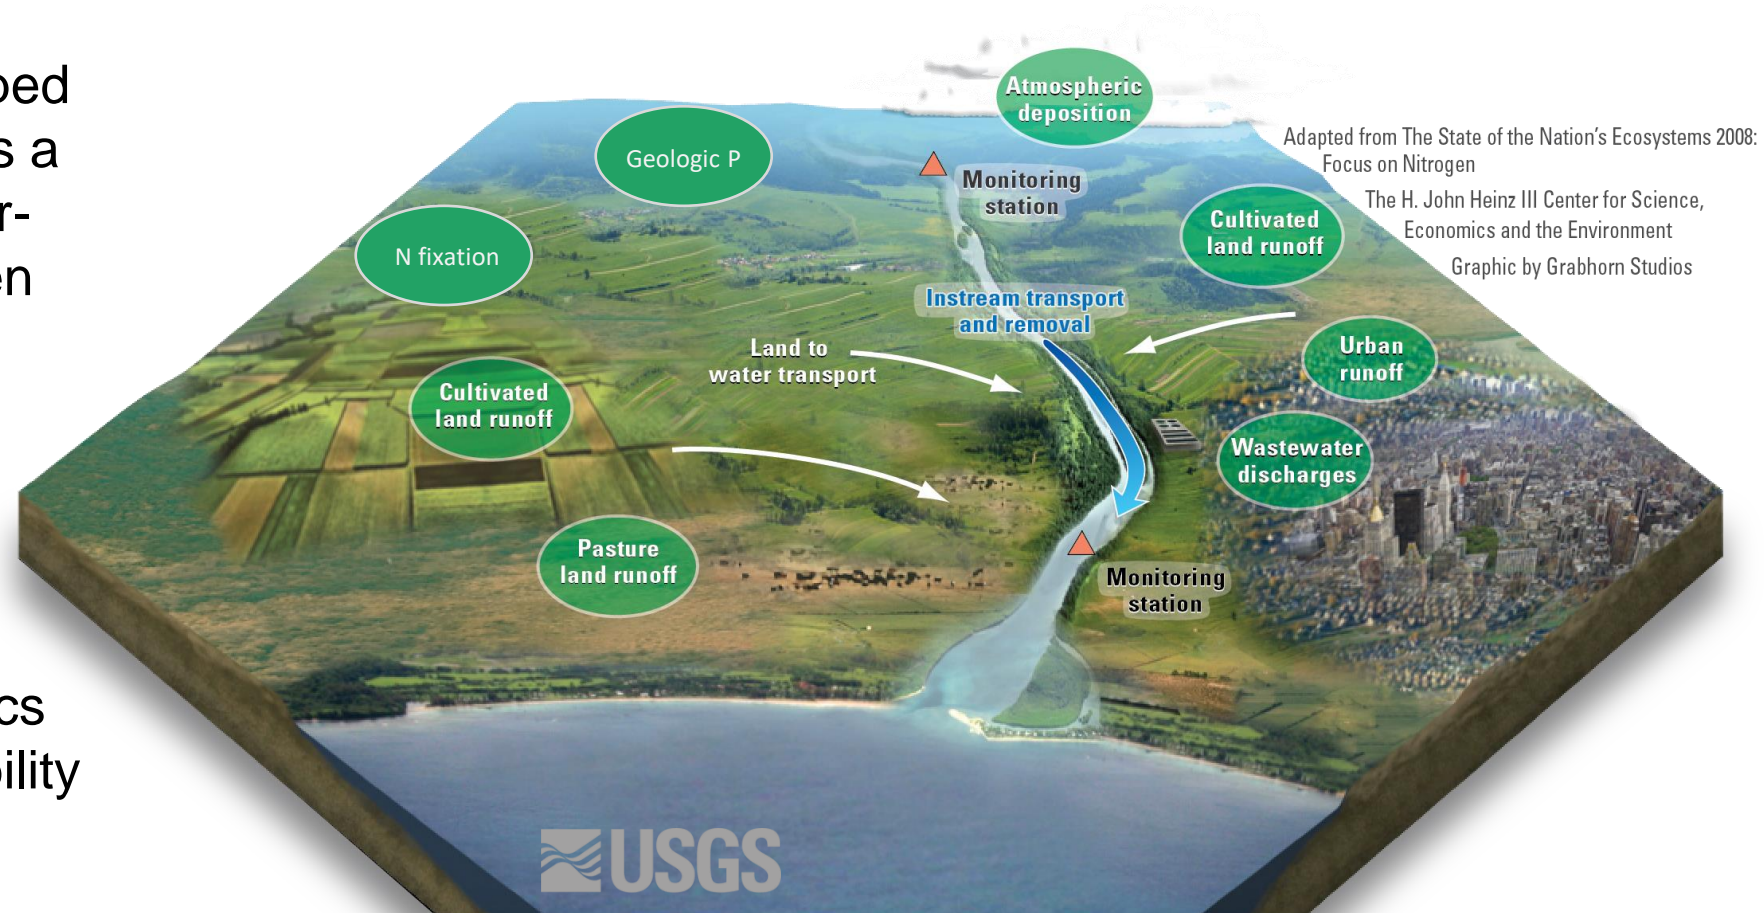 Atmospheric
deposition
Geologic P
Adapted from The State of the Nation's Ecosystems 2008:
Focus on Nitrogen
The H. John Heinz III Center for Science,
Economics and the Environment
Graphic by Grabhorn Studios
Monitoring
station
Cultivated
land runoff
N fixation
Instream transport
and removal
Land to
water transport
Urban
runoff
Cultivated
land runoff
Wastewater
discharges
Pasture
land runoff
Monitoring
station
USGS
s a